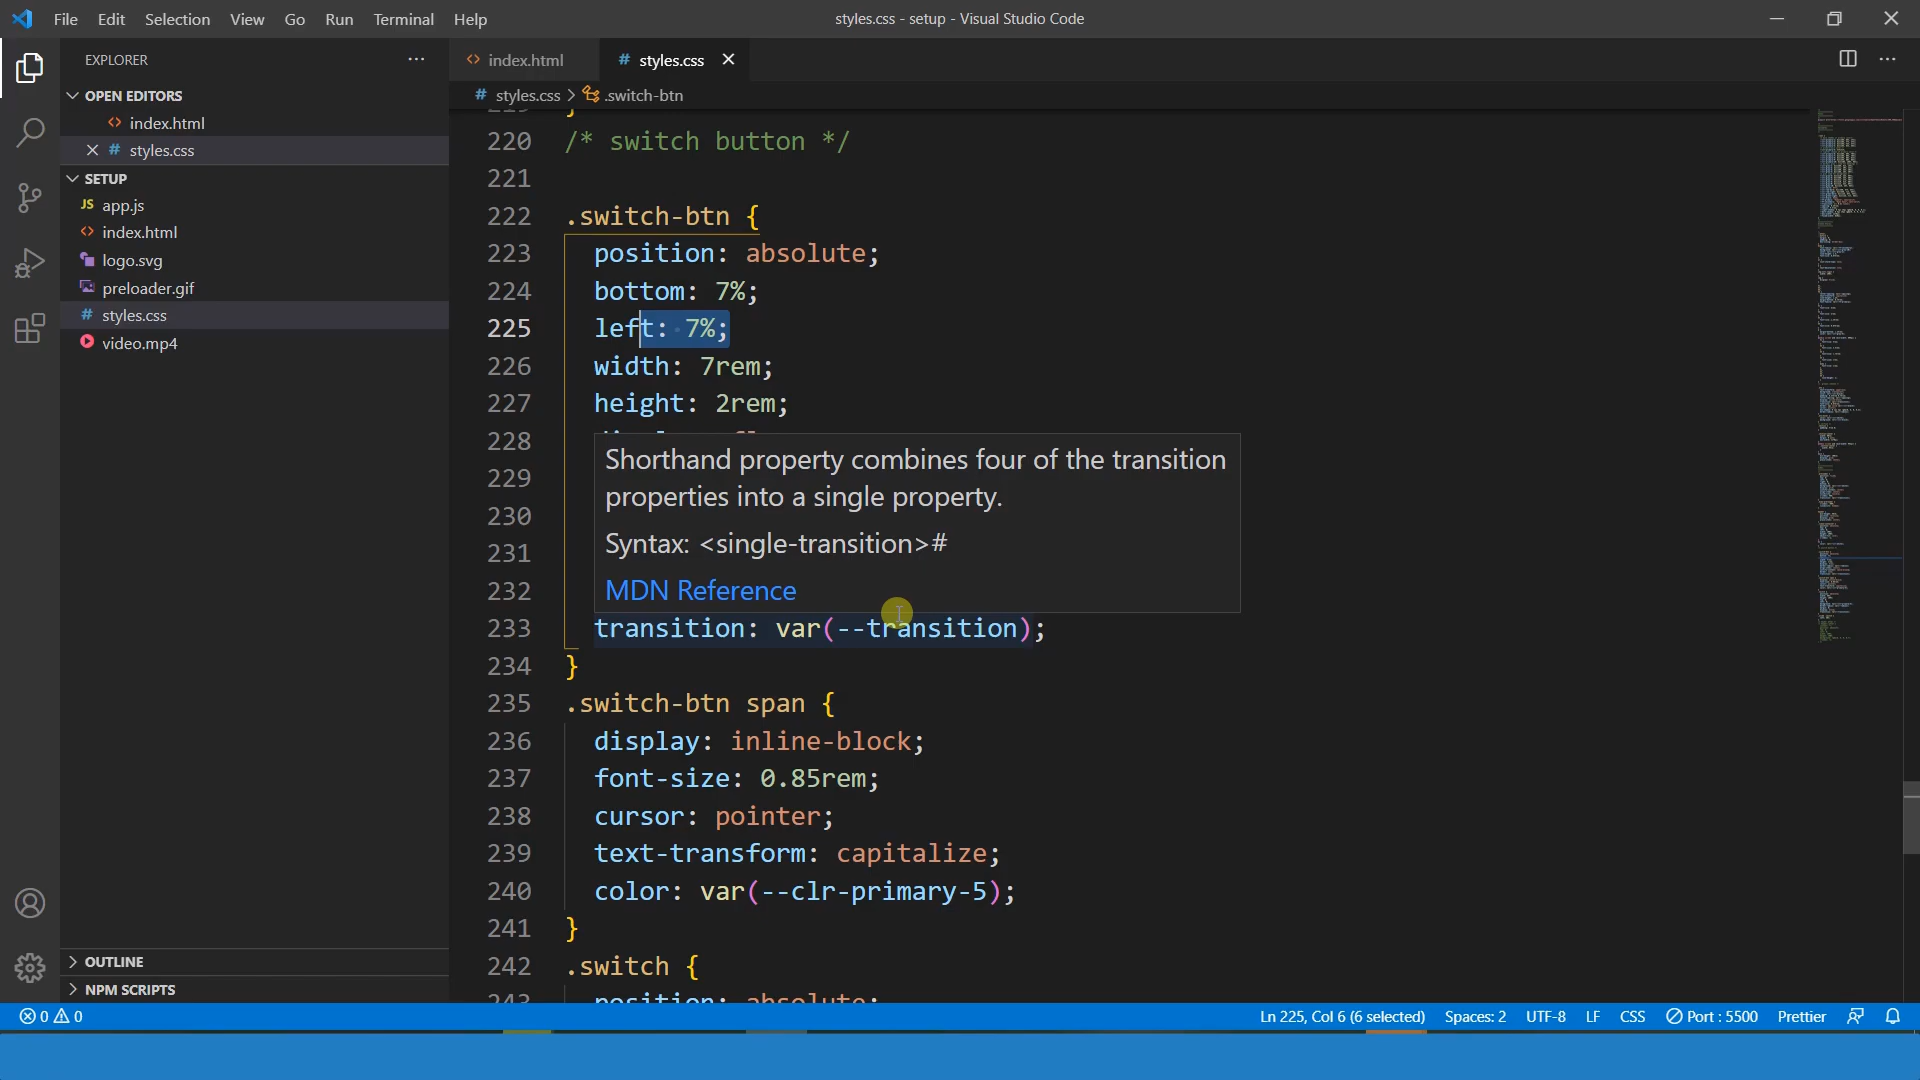 File Edit Selection View Go Run Terminal Help
styles.css - setup - Visual Studio Code
EXPLORER
OPEN EDITORS
index.html
styles.css
SETUP
app.js
index.html
logo.svg
preloader.gif
styles.css
video.mp4
OUTLINE
NPM SCRIPTS
index.html
# styles.css
# styles.css > .switch-btn
220 /* switch button */
221
222 .switch-btn {
223 position: absolute;
224 bottom: 7%;
225 left: 7%;
226 width: 7rem;
227 height: 2rem;
228
229
230
231
232
Shorthand property combines four of the transition
properties into a single property.
Syntax: <single-transition>#
MDN Reference
233 transition: var(--transition);
234 }
235 .switch-btn span {
236 display: inline-block;
237 font-size: 0.85rem;
238 cursor: pointer;
239 text-transform: capitalize;
240 color: var(--clr-primary-5);
241 }
242 .switch {
243 position: absolute;
0 0
Ln 225, Col 6 (6 selected) Spaces: 2 UTF-8 LF CSS Port : 5500 Prettier